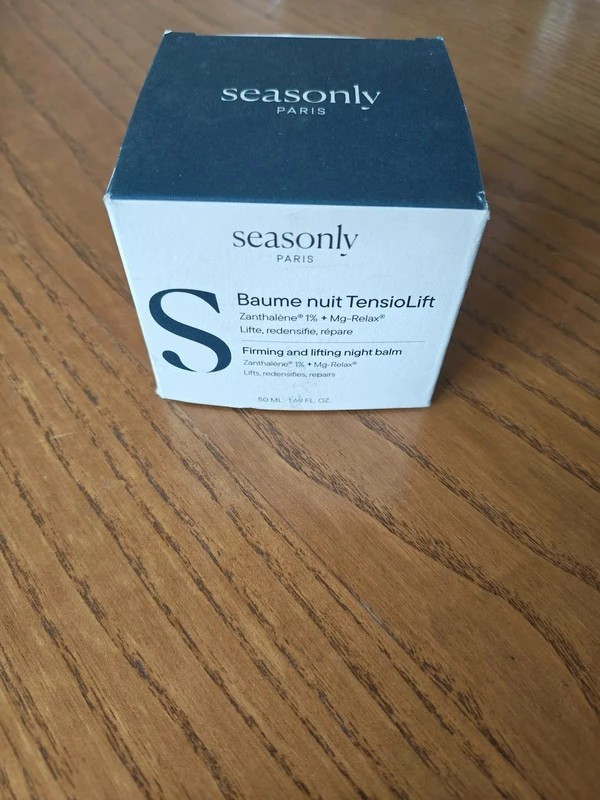 seasonly
PARIS
seasonly
PARIS
S
Baume nuit TensioLift
Zanthalène® 1% + Mg-Relax®
Lifte, redensifie, répare
Firming and lifting night balm
Zanthalène® 1% + Mg-Relax®
Lifts, redensifies, repairs
50 ML 1.69 FL. OZ.